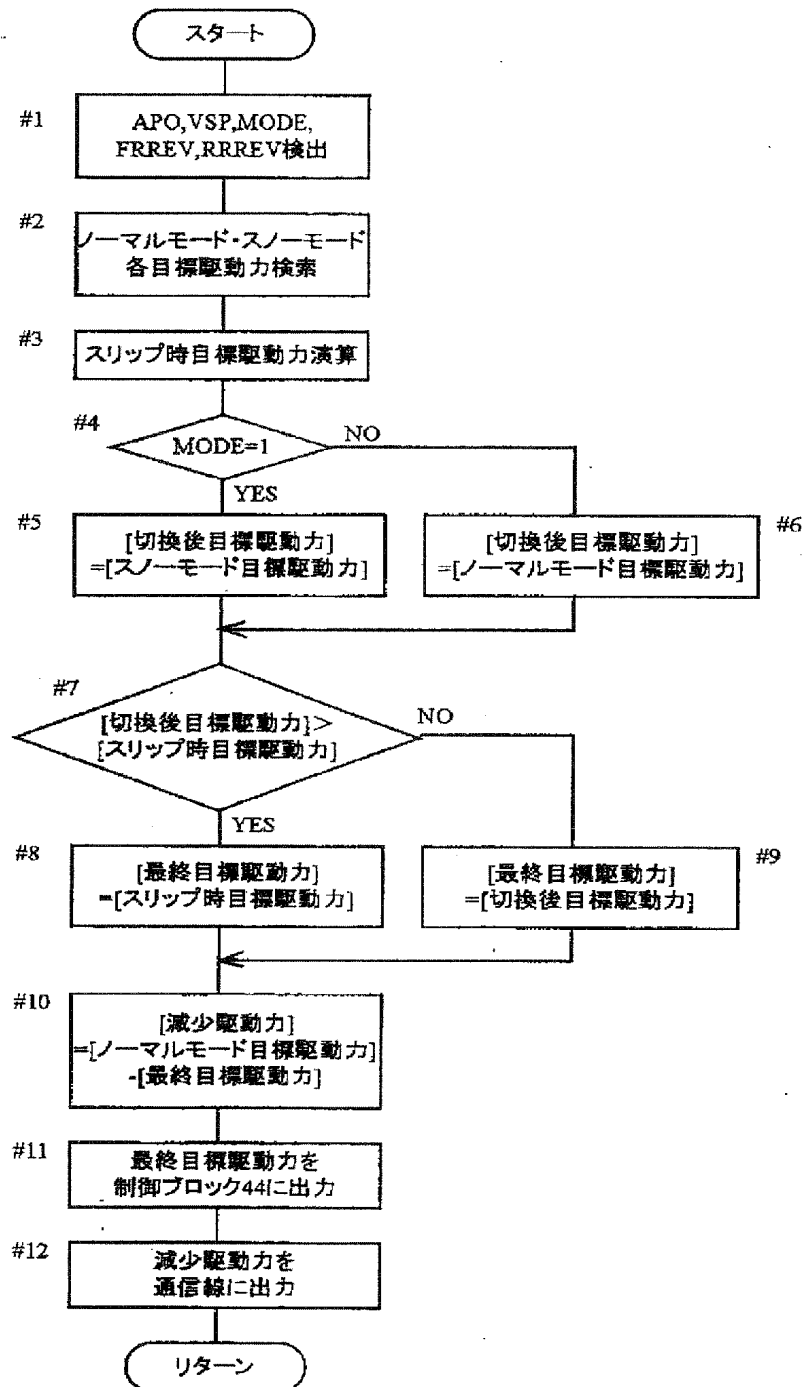 スタート
#1
APO,VSP,MODE,
FRREV,RRREV検出
#2
ノーマルモード・スノーモード
各目標駆動力検索
#3
スリップ時目標駆動力演算
#4
MODE=1
NO
YES
#5
[切換後目標駆動力]
=[スノーモード目標駆動力]
#6
[切換後目標駆動力]
=[ノーマルモード目標駆動力]
#7
[切換後目標駆動力]>
[スリップ時目標駆動力]
NO
YES
#8
[最終目標駆動力]
=[スリップ時目標駆動力]
#9
[最終目標駆動力]
=[切換後目標駆動力]
#10
[減少駆動力]
=[ノーマルモード目標駆動力]
-[最終目標駆動力]
#11
最終目標駆動力を
制御ブロック44に出力
#12
減少駆動力を
通信線に出力
リターン